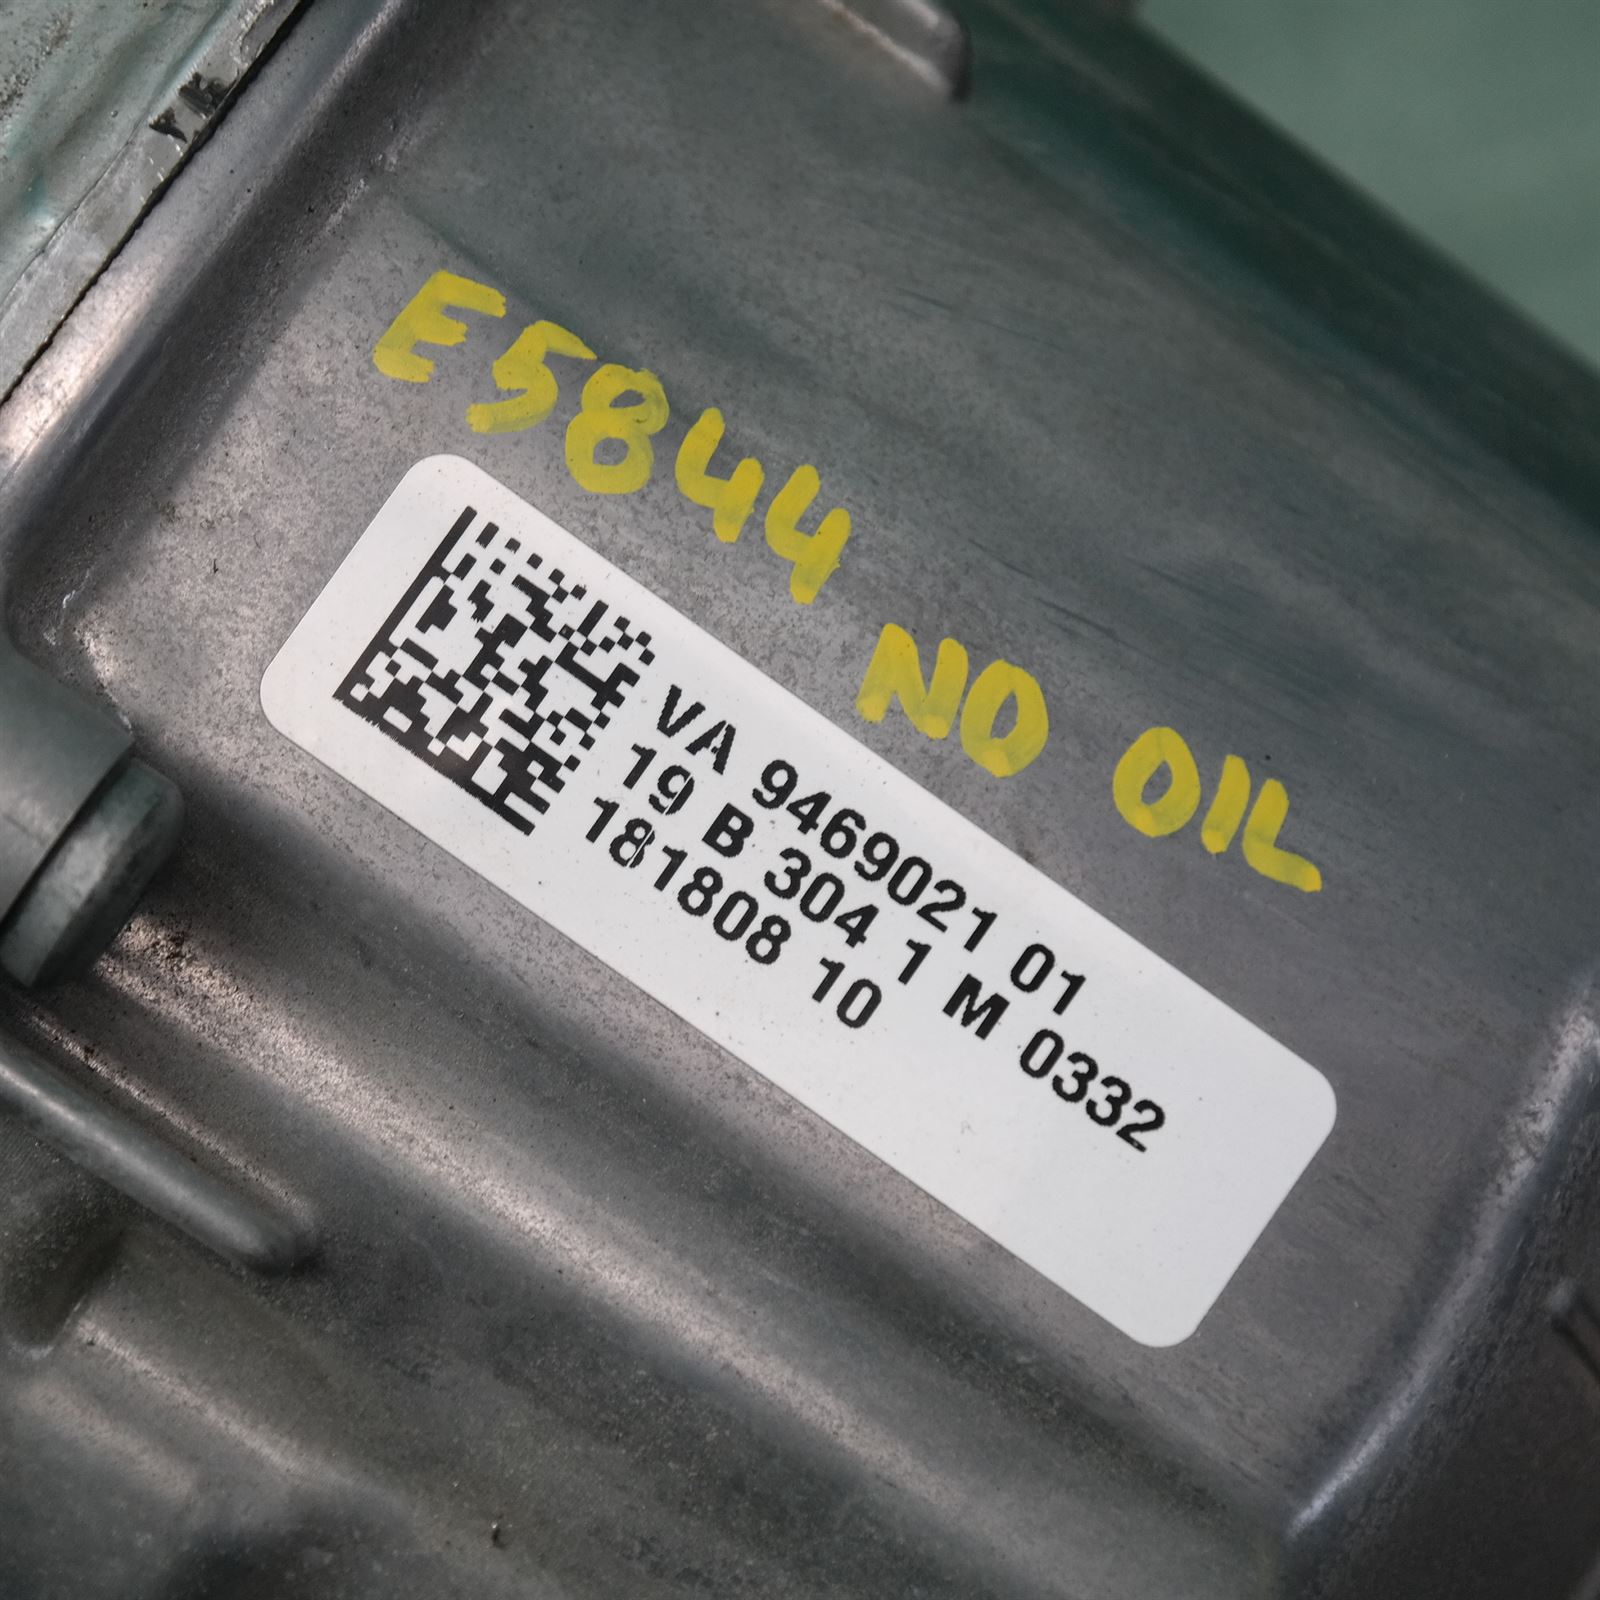 E5844 NO OIL
VA 9469021 01
19 B 304 1 M 0332
181808 10